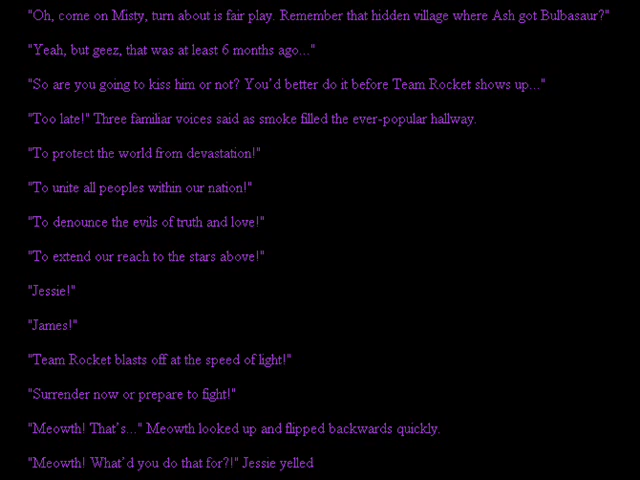 "Oh, come on Misty, turn about is fair play. Remember that hidden village where Ash got Bulbasaur?"
"Yeah, but geez, that was at least 6 months ago..."
"So are you going to kiss him or not? You'd better do it before Team Rocket shows up..."
"Too late!" Three familiar voices said as smoke filled the ever-popular hallway.
"To protect the world from devastation!"
"To unite all peoples within our nation!"
"To denounce the evils of truth and love!"
"To extend our reach to the stars above!"
"Jessie!"
"James!"
"Team Rocket blasts off at the speed of light!"
"Surrender now or prepare to fight!"
"Meowth! That's..." Meowth looked up and flipped backwards quickly.
"Meowth! What'd you do that for?!" Jessie yelled